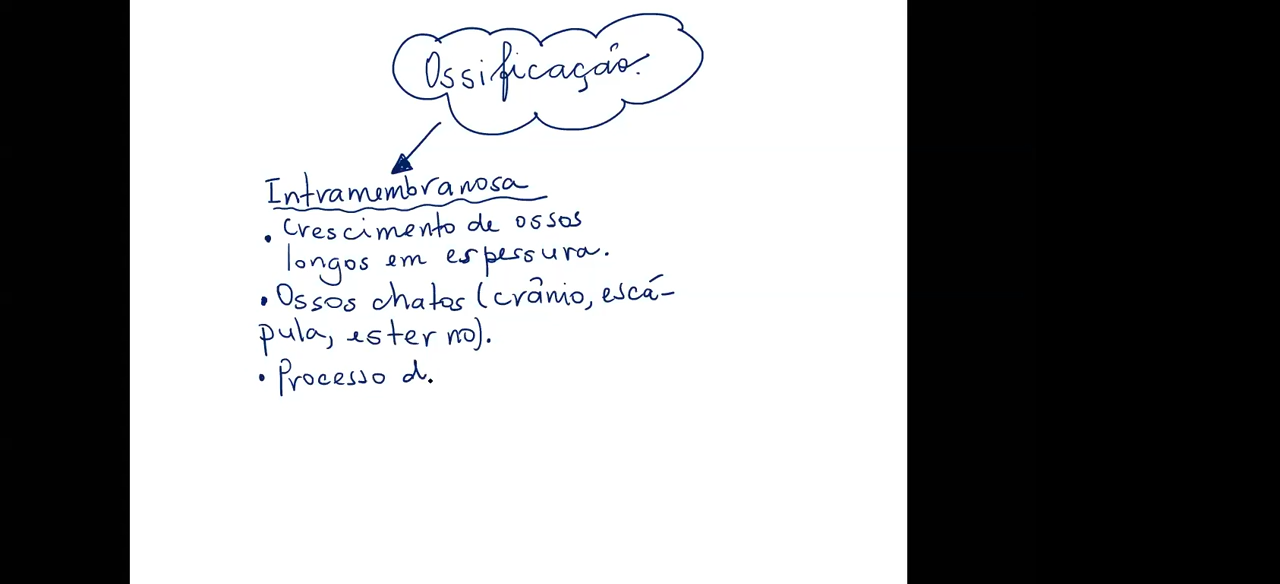 Ossificação.
Intramembranosa
• Crescimento de ossos
longos em espessura.
• Ossos chatos (crânio, escá-
pula, esterno).
• Processo d.